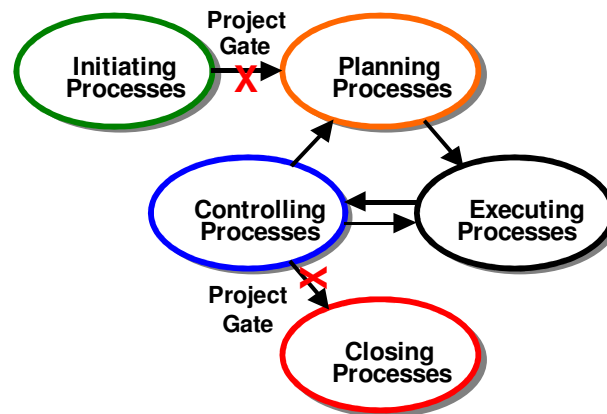 Project
Gate
Initiating
Processes
X
Planning
Processes
Controlling
Processes
Executing
Processes
X
Project
Gate
Closing
Processes